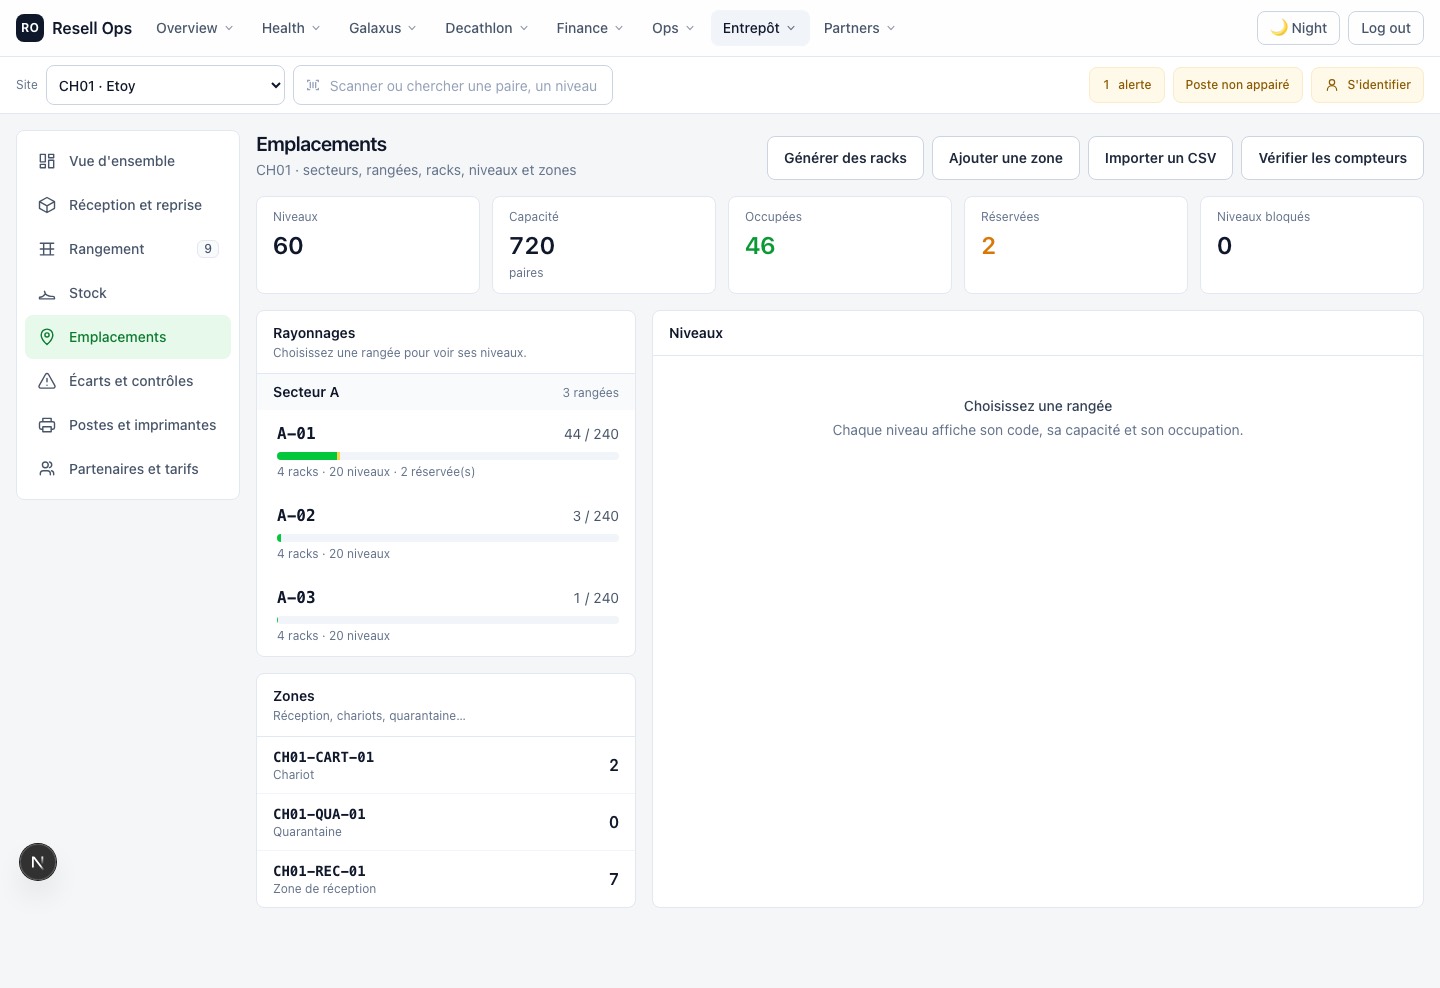 RO Resell Ops Overview Health Galaxus Decathlon Finance Ops Entrepôt Partners 🌙 Night Log out
Site CH01 · Etoy Scanner ou chercher une paire, un niveau 1 alerte Poste non appairé S'identifier
Vue d'ensemble
Réception et reprise
Rangement 9
Stock
Emplacements
Écarts et contrôles
Postes et imprimantes
Partenaires et tarifs
Emplacements
CH01 · secteurs, rangées, racks, niveaux et zones
Générer des racks Ajouter une zone Importer un CSV Vérifier les compteurs
Niveaux
60
Capacité
720
paires
Occupées
46
Réservées
2
Niveaux bloqués
0
Rayonnages
Choisissez une rangée pour voir ses niveaux.
Secteur A 3 rangées
A-01 44 / 240
4 racks · 20 niveaux · 2 réservée(s)
A-02 3 / 240
4 racks · 20 niveaux
A-03 1 / 240
4 racks · 20 niveaux
Zones
Réception, chariots, quarantaine…
CH01-CART-01 2
Chariot
CH01-QUA-01 0
Quarantaine
CH01-REC-01 7
Zone de réception
Niveaux
Choisissez une rangée
Chaque niveau affiche son code, sa capacité et son occupation.
N